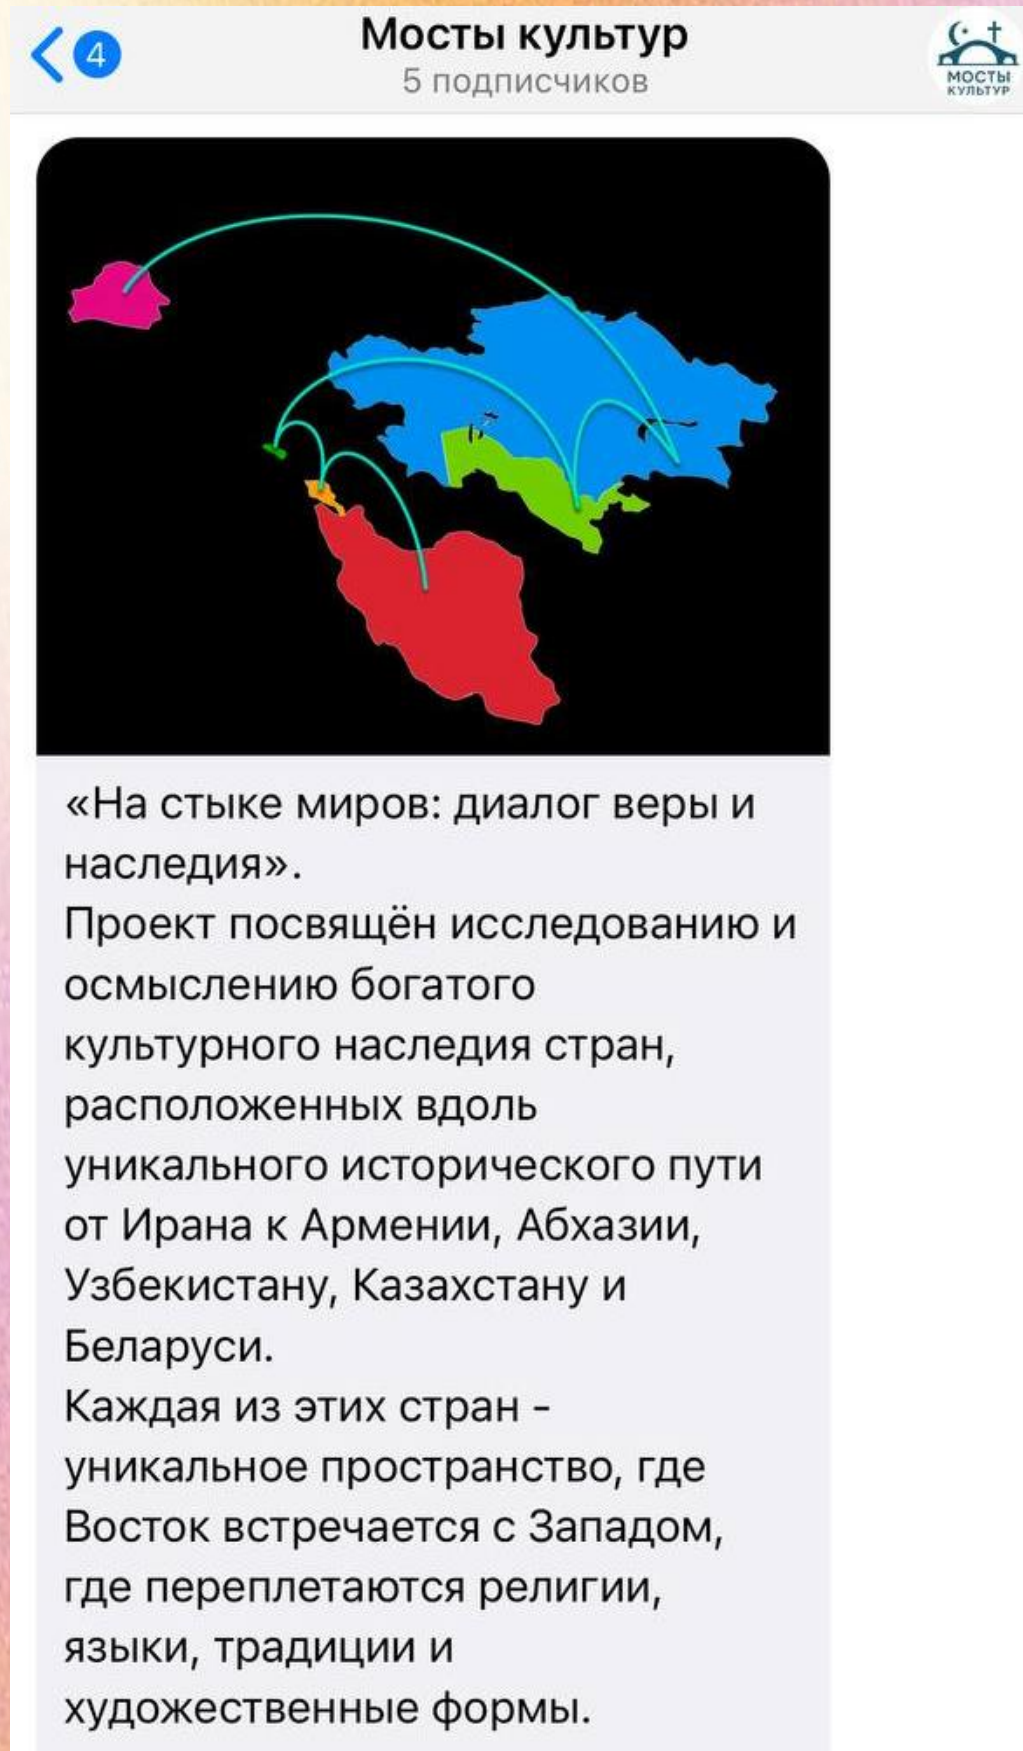 4
Мосты культур
5 подписчиков
МОСТЫ
КУЛЬТУР
«На стыке миров: диалог веры и
наследия».
Проект посвящён исследованию и
осмыслению богатого
культурного наследия стран,
расположенных вдоль
уникального исторического пути
от Ирана к Армении, Абхазии,
Узбекистану, Казахстану и
Беларуси.
Каждая из этих стран -
уникальное пространство, где
Восток встречается с Западом,
где переплетаются религии,
языки, традиции и
художественные формы.